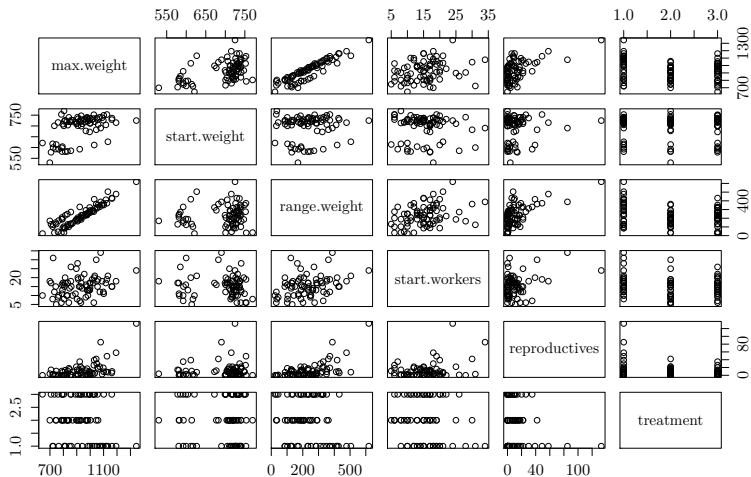 550 650 750
5 15 25 35
1.0 2.0 3.0
max.weight
700 1000 1300
550 750
start.weight
range.weight
0 400
5 20
start.workers
reproductives
0 80
1.0 2.5
treatment
700 1100
0 200 500
0 40 100